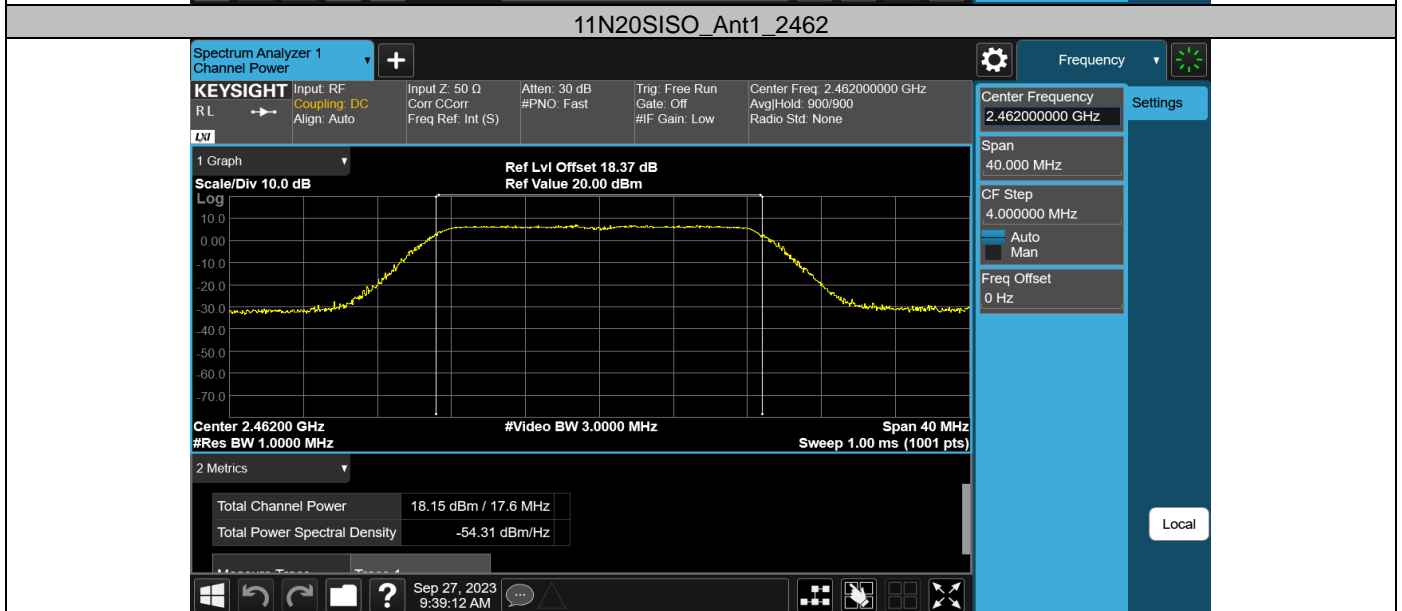 11N20SISO_Ant1_2462
Spectrum Analyzer 1
Channel Power
+
Frequency
KEYSIGHT
R L
LXI
Input: RF
Coupling: DC
Align: Auto
Input Z: 50 Ω
Corr CCorr
Freq Ref: Int (S)
Atten: 30 dB
#PNO: Fast
Trig: Free Run
Gate: Off
#IF Gain: Low
Center Freq: 2.462000000 GHz
Avg|Hold: 900/900
Radio Std: None
Center Frequency
2.462000000 GHz
Settings
Span
40.000 MHz
CF Step
4.000000 MHz
Auto
Man
Freq Offset
0 Hz
1 Graph
Scale/Div 10.0 dB
Ref Lvl Offset 18.37 dB
Ref Value 20.00 dBm
Log
10.0
0.00
-10.0
-20.0
-30.0
-40.0
-50.0
-60.0
-70.0
Center 2.46200 GHz
#Video BW 3.0000 MHz
Span 40 MHz
#Res BW 1.0000 MHz
Sweep 1.00 ms (1001 pts)
2 Metrics
Total Channel Power 18.15 dBm / 17.6 MHz
Total Power Spectral Density -54.31 dBm/Hz
Local
?
Sep 27, 2023
9:39:12 AM